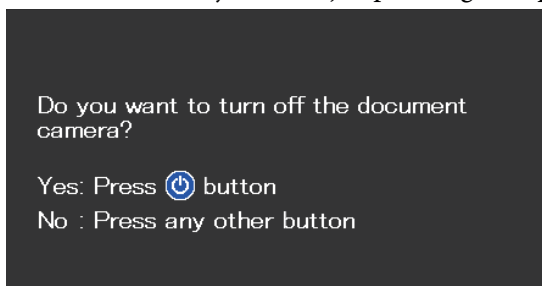 Do you want to turn off the document
camera?
Yes: Press button
No : Press any other button